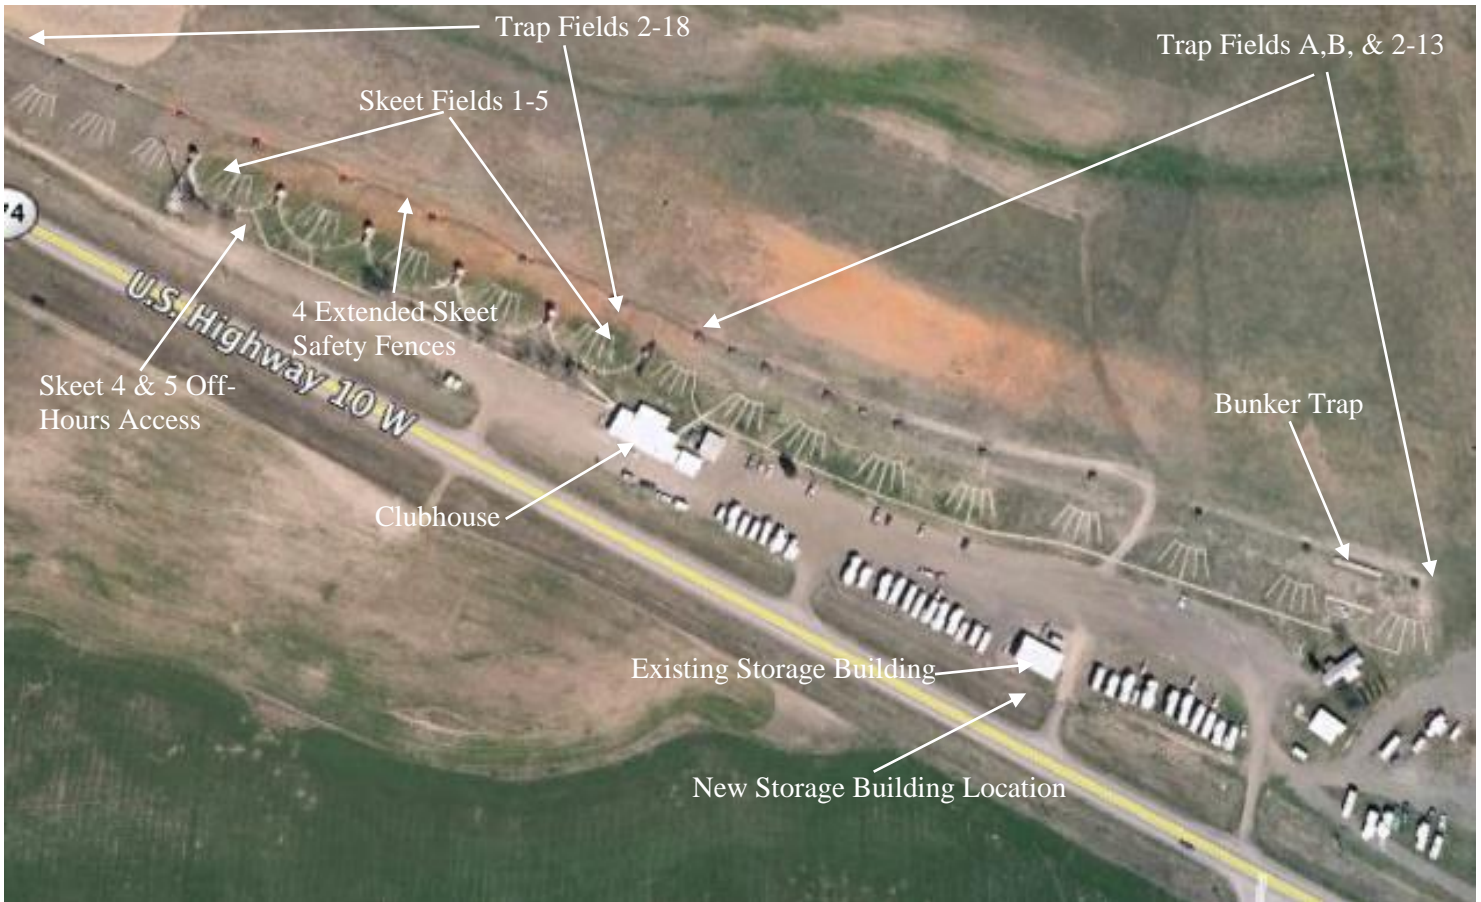 Trap Fields 2-18
Trap Fields A,B, & 2-13
Skeet Fields 1-5
4 Extended Skeet
Safety Fences
U.S. Highway 10 W
Skeet 4 & 5 Off-
Hours Access
Bunker Trap
Clubhouse
Existing Storage Building
New Storage Building Location